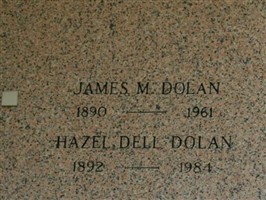 JAMES M. DOLAN
1890 — 1961
HAZEL DELL DOLAN
1892 — 1984